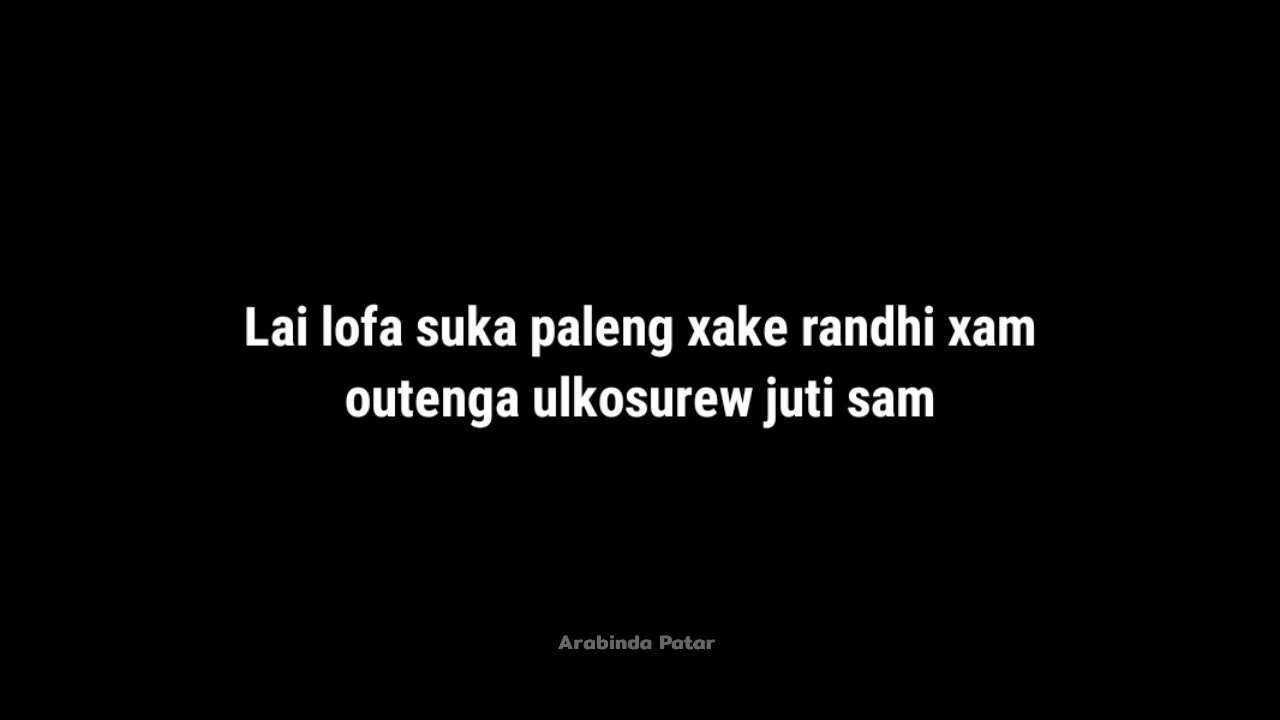 Lai lofa suka paleng xake randhi xam
outenga ulkosurew juti sam
Arabinda Patar